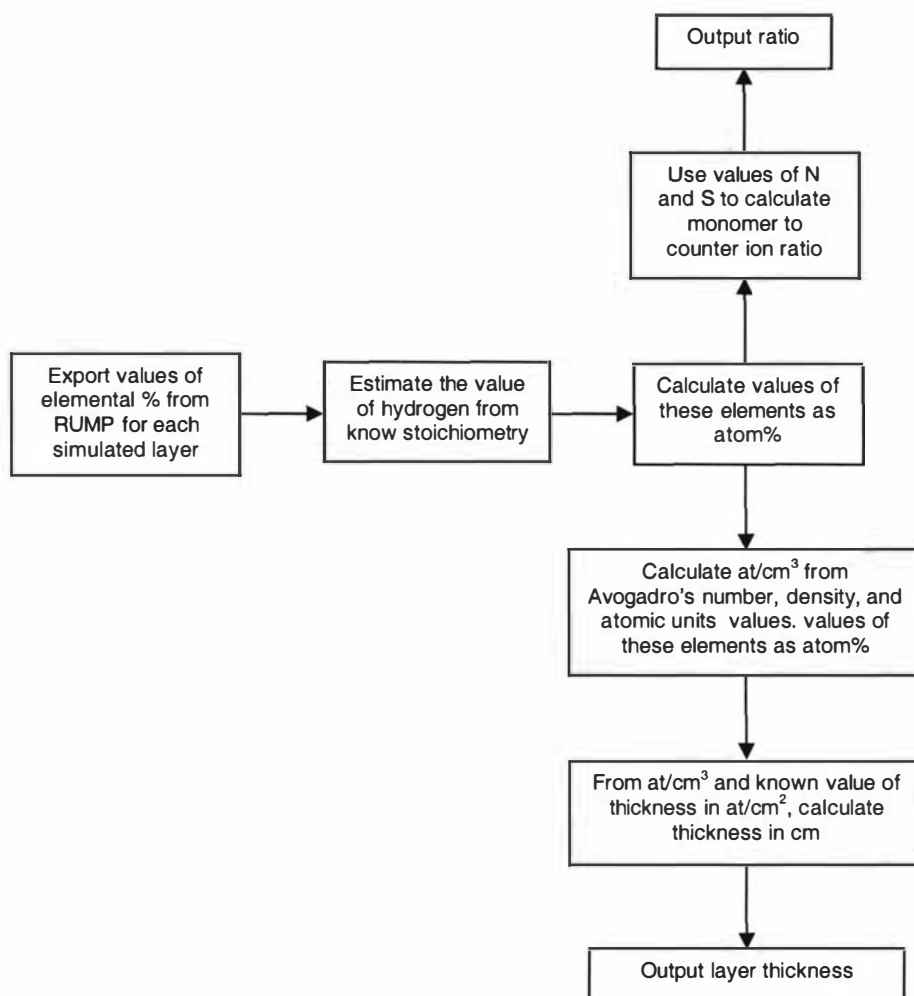 Output ratio
Use values of N
and S to calculate
monomer to
counter ion ratio
Export values of
elemental % from
RUMP for each
simulated layer
Estimate the value
of hydrogen from
know stoichiometry
Calculate values of
these elements as
atom%
Calculate at/cm³ from
Avogadro's number, density, and
atomic units values. values of
these elements as atom%
From at/cm³ and known value of
thickness in at/cm², calculate
thickness in cm
Output layer thickness